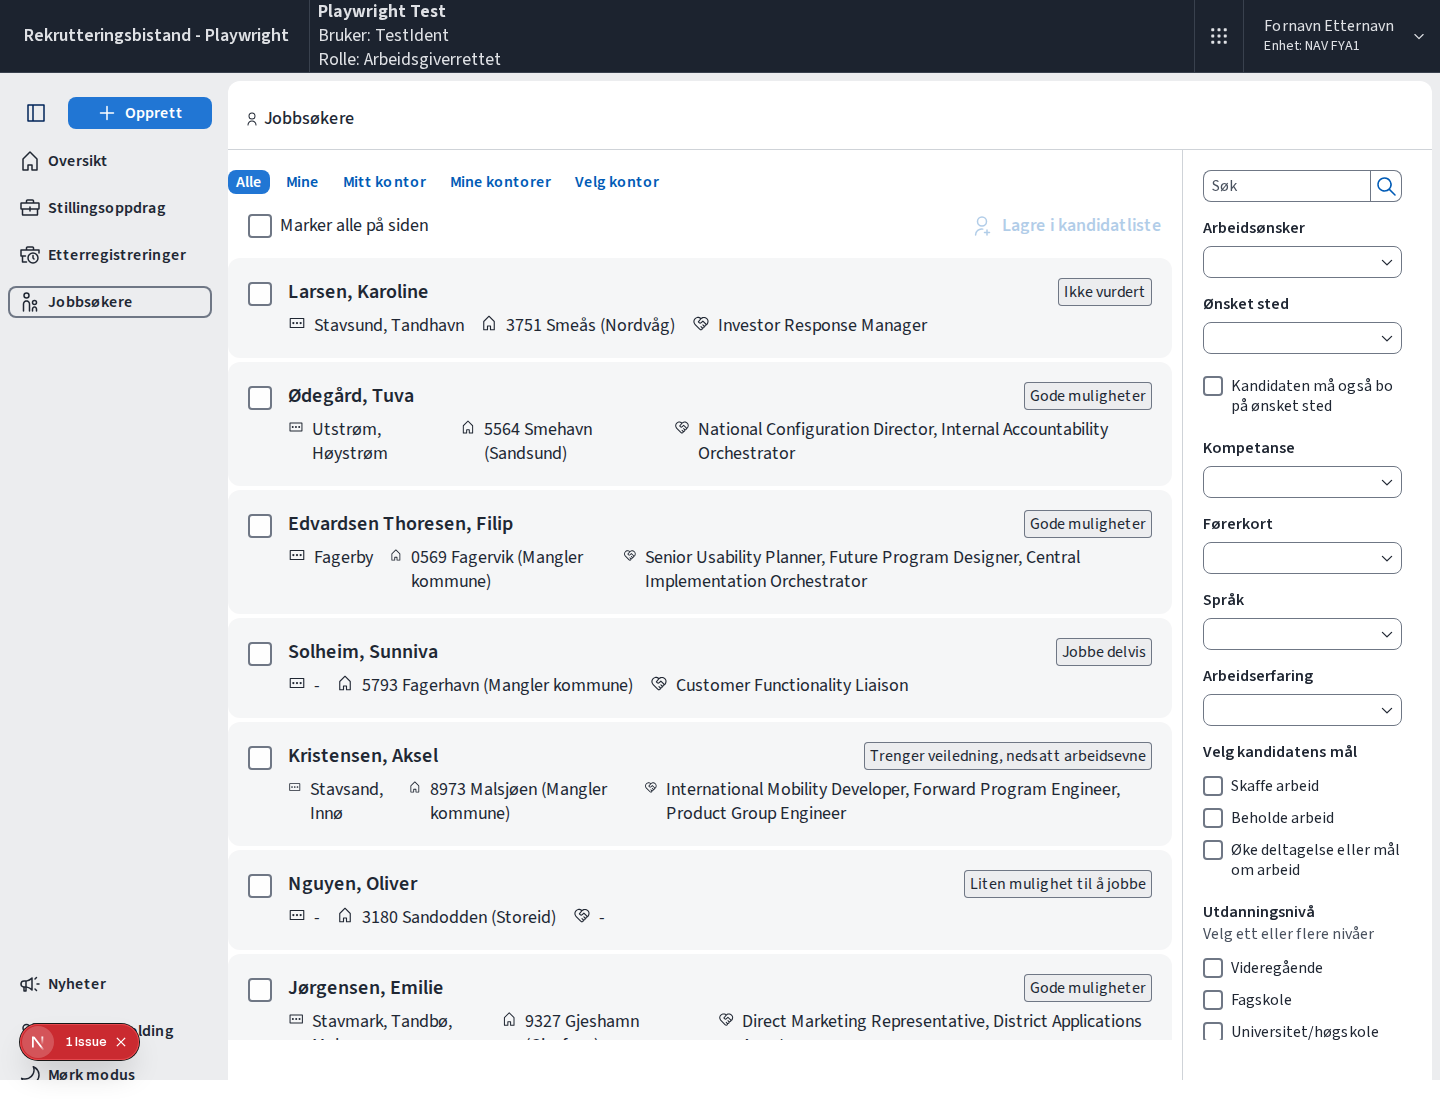 Rekrutteringsbistand - Playwright
Playwright Test
Bruker: TestIdent
Rolle: Arbeidsgiverrettet
Fornavn Etternavn
Enhet: NAV FYA1
Opprett
Oversikt
Stillingsoppdrag
Etterregistreringer
Jobbsøkere
Nyheter
lding
1 Issue
Mørk modus
Jobbsøkere
Alle
Mine
Mitt kontor
Mine kontorer
Velg kontor
Marker alle på siden
Lagre i kandidatliste
Larsen, Karoline
Ikke vurdert
Stavsund, Tandhavn
3751 Smeås (Nordvåg)
Investor Response Manager
Ødegård, Tuva
Gode muligheter
Utstrøm,
Høystrøm
5564 Smehavn
(Sandsund)
National Configuration Director, Internal Accountability
Orchestrator
Edvardsen Thoresen, Filip
Gode muligheter
Fagerby
0569 Fagervik (Mangler
kommune)
Senior Usability Planner, Future Program Designer, Central
Implementation Orchestrator
Solheim, Sunniva
Jobbe delvis
-
5793 Fagerhavn (Mangler kommune)
Customer Functionality Liaison
Kristensen, Aksel
Trenger veiledning, nedsatt arbeidsevne
Stavsand,
Innø
8973 Malsjøen (Mangler
kommune)
International Mobility Developer, Forward Program Engineer,
Product Group Engineer
Nguyen, Oliver
Liten mulighet til å jobbe
-
3180 Sandodden (Storeid)
-
Jørgensen, Emilie
Gode muligheter
Stavmark, Tandbø,
9327 Gjeshamn
Direct Marketing Representative, District Applications
Søk
Arbeidsønsker
Ønsket sted
Kandidaten må også bo
på ønsket sted
Kompetanse
Førerkort
Språk
Arbeidserfaring
Velg kandidatens mål
Skaffe arbeid
Beholde arbeid
Øke deltagelse eller mål
om arbeid
Utdanningsnivå
Velg ett eller flere nivåer
Videregående
Fagskole
Universitet/høgskole